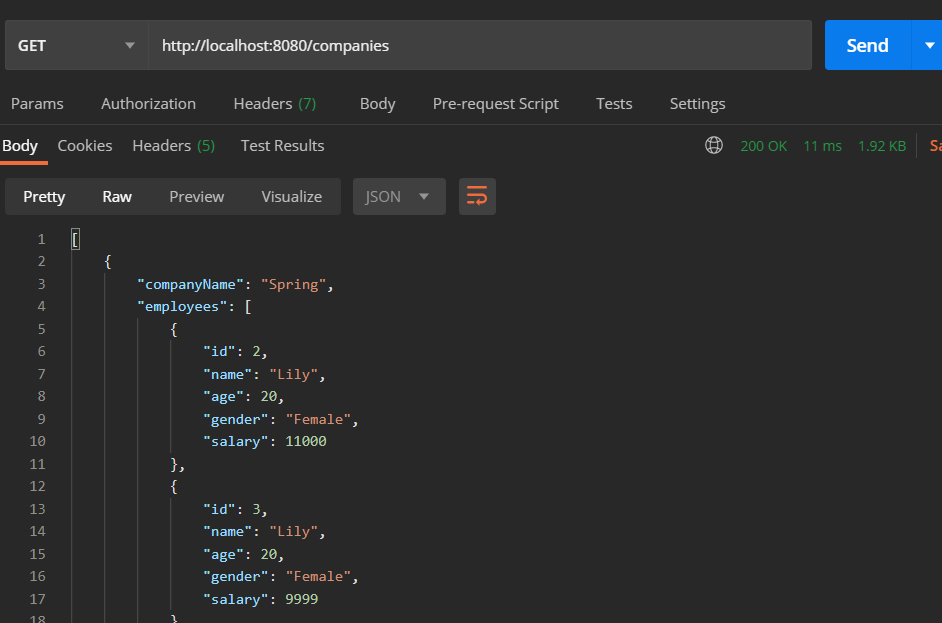 GET http://localhost:8080/companies Send
Params Authorization Headers (7) Body Pre-request Script Tests Settings
Body Cookies Headers (5) Test Results 200 OK 11 ms 1.92 KB
Pretty Raw Preview Visualize JSON
1 [
2 {
3 "companyName": "Spring",
4 "employees": [
5 {
6 "id": 2,
7 "name": "Lily",
8 "age": 20,
9 "gender": "Female",
10 "salary": 11000
11 },
12 {
13 "id": 3,
14 "name": "Lily",
15 "age": 20,
16 "gender": "Female",
17 "salary": 9999
18 }